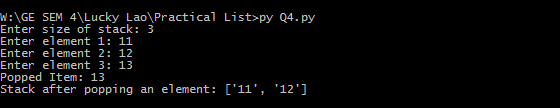 W:\GE SEM 4\Lucky Lao\Practical List>py Q4.py
Enter size of stack: 3
Enter element 1: 11
Enter element 2: 12
Enter element 3: 13
Popped Item: 13
Stack after popping an element: ['11', '12']